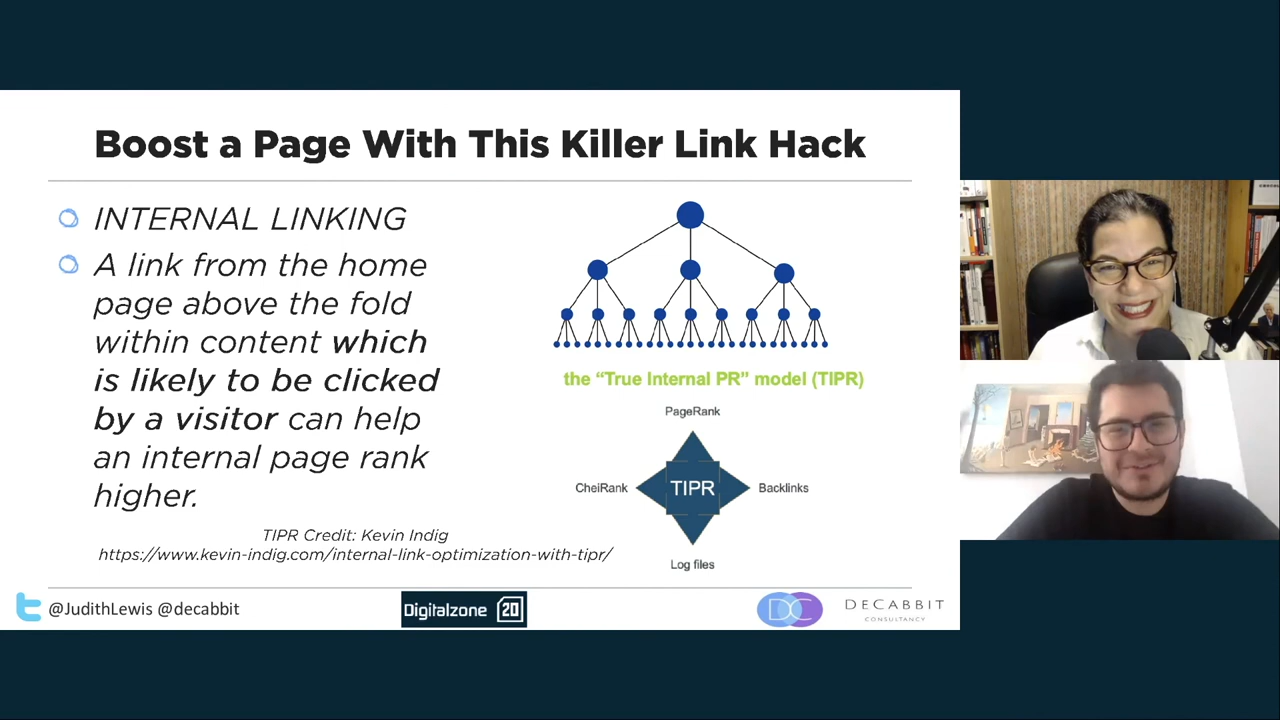 Boost a Page With This Killer Link Hack
INTERNAL LINKING
A link from the home
page above the fold
within content which
is likely to be clicked
by a visitor can help
an internal page rank
higher.
TIPR Credit: Kevin Indig
https://www.kevin-indig.com/internal-link-optimization-with-tipr/
the “True Internal PR” model (TIPR)
PageRank
CheiRank
TIPR
Backlinks
Log files
@JudithLewis @decabbit
Digitalzone 20
DC
DECABBIT
CONSULTANCY